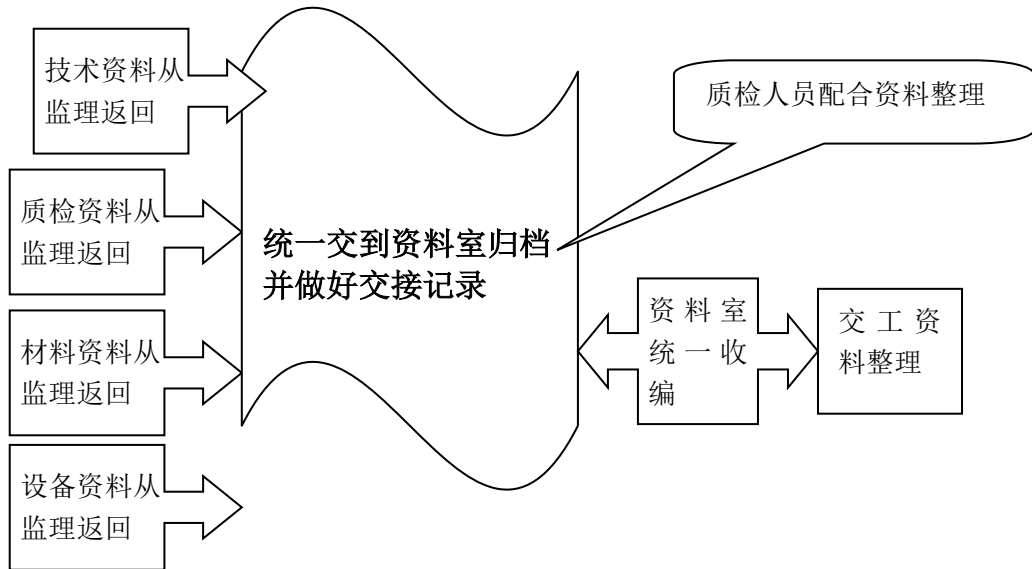 技术资料从
监理返回
质检人员配合资料整理
质检资料从
监理返回
统一交到资料室归档
并做好交接记录
材料资料从
监理返回
资料室
统一收
编
交工资
料整理
设备资料从
监理返回